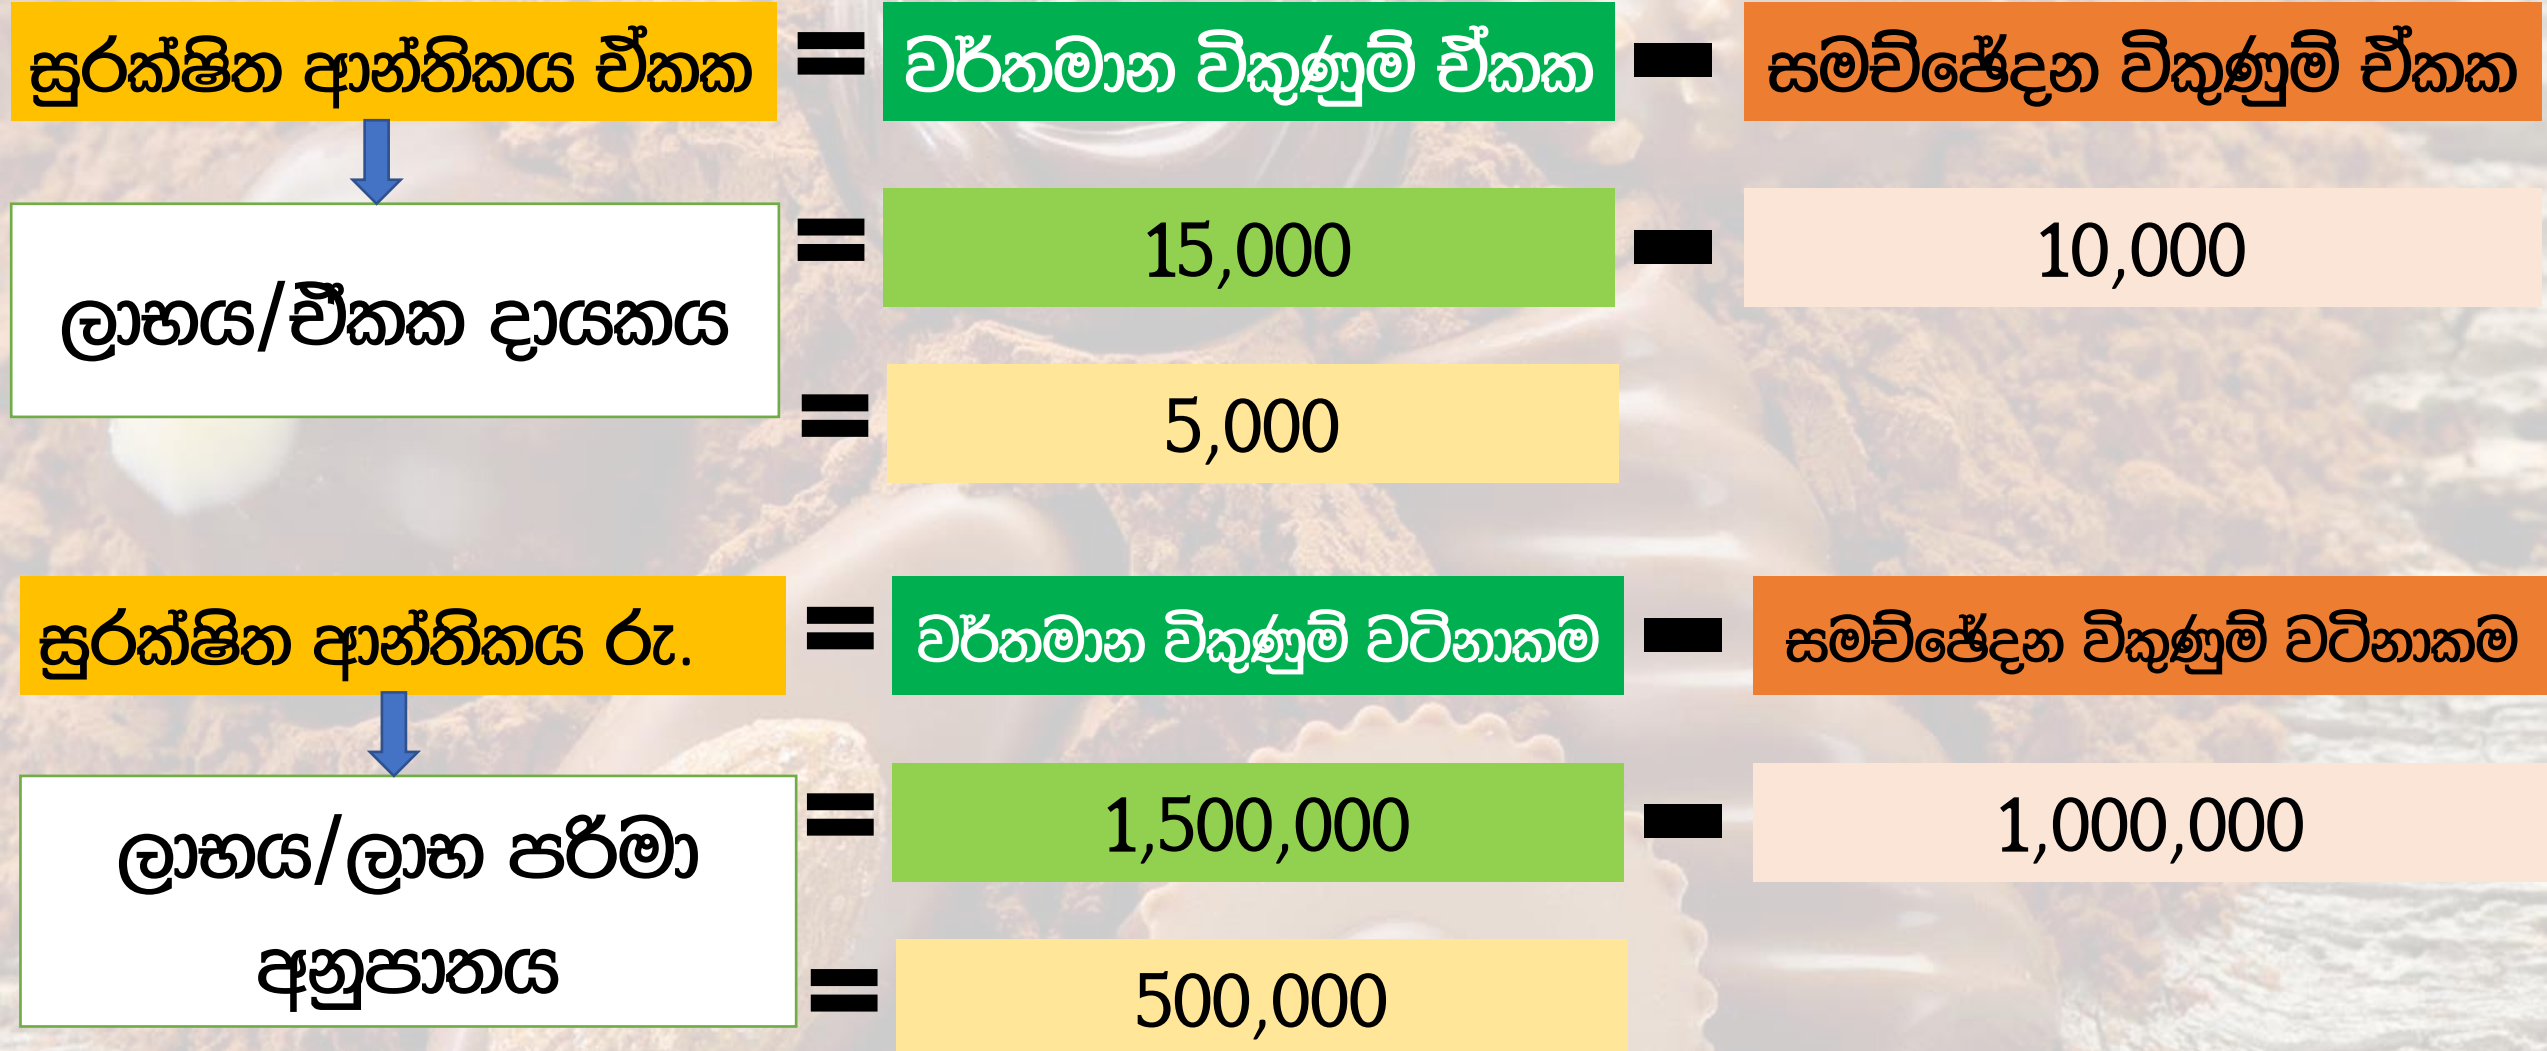 සුරක්ෂිත ආන්තිකය ඒකක = වර්තමාන විකුණුම් ඒකක - සමච්ඡේදන විකුණුම් ඒකක
= 15,000 - 10,000
ලාභය/ඒකක දායකය
= 5,000
සුරක්ෂිත ආන්තිකය රු. = වර්තමාන විකුණුම් වටිනාකම - සමච්ඡේදන විකුණුම් වටිනාකම
= 1,500,000 - 1,000,000
ලාභය/ලාභ පරිමා
අනුපාතය
= 500,000